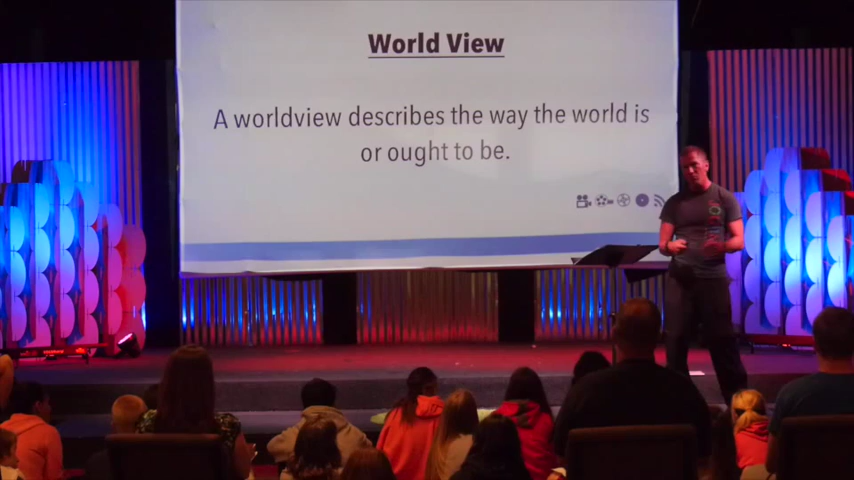 World View
A worldview describes the way the world is
or ought to be.